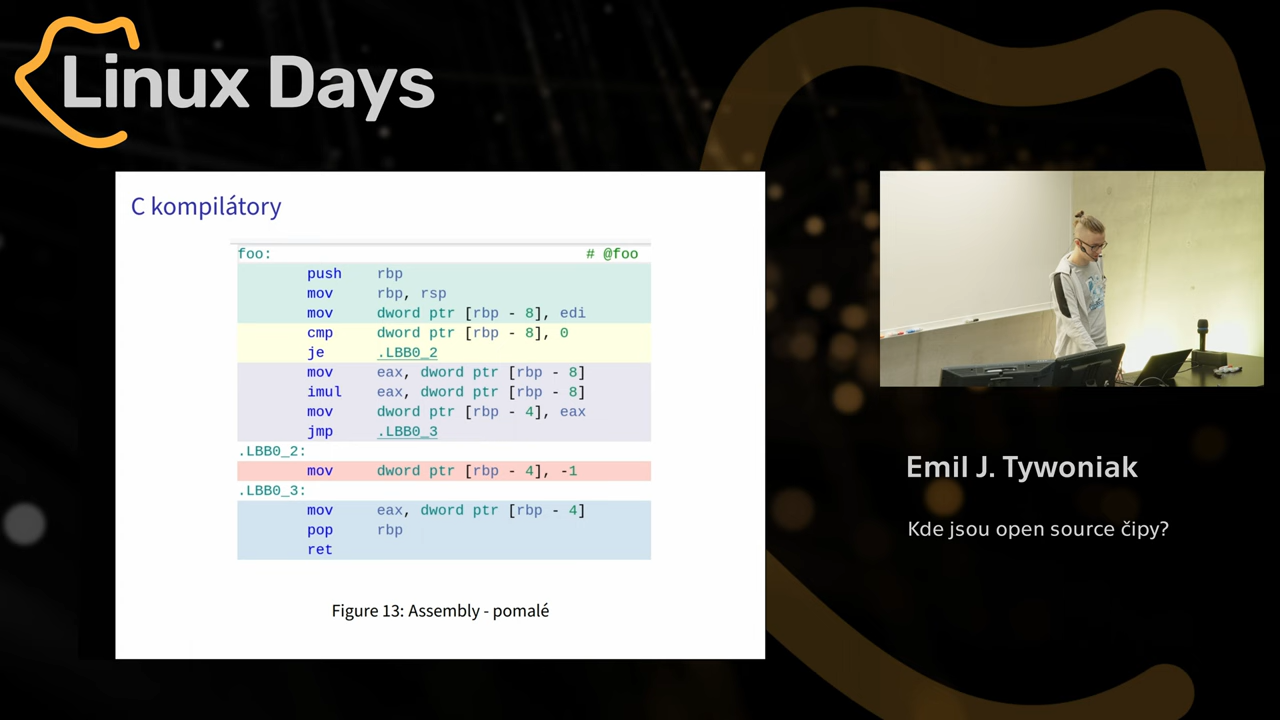 Linux Days
C kompilátory
foo: # @foo
push rbp
mov rbp, rsp
mov dword ptr [rbp - 8], edi
cmp dword ptr [rbp - 8], 0
je .LBB0_2
mov eax, dword ptr [rbp - 8]
imul eax, dword ptr [rbp - 8]
mov dword ptr [rbp - 4], eax
jmp .LBB0_3
.LBB0_2:
mov dword ptr [rbp - 4], -1
.LBB0_3:
mov eax, dword ptr [rbp - 4]
pop rbp
ret
Figure 13: Assembly - pomalé
Emil J. Tywoniak
Kde jsou open source čipy?